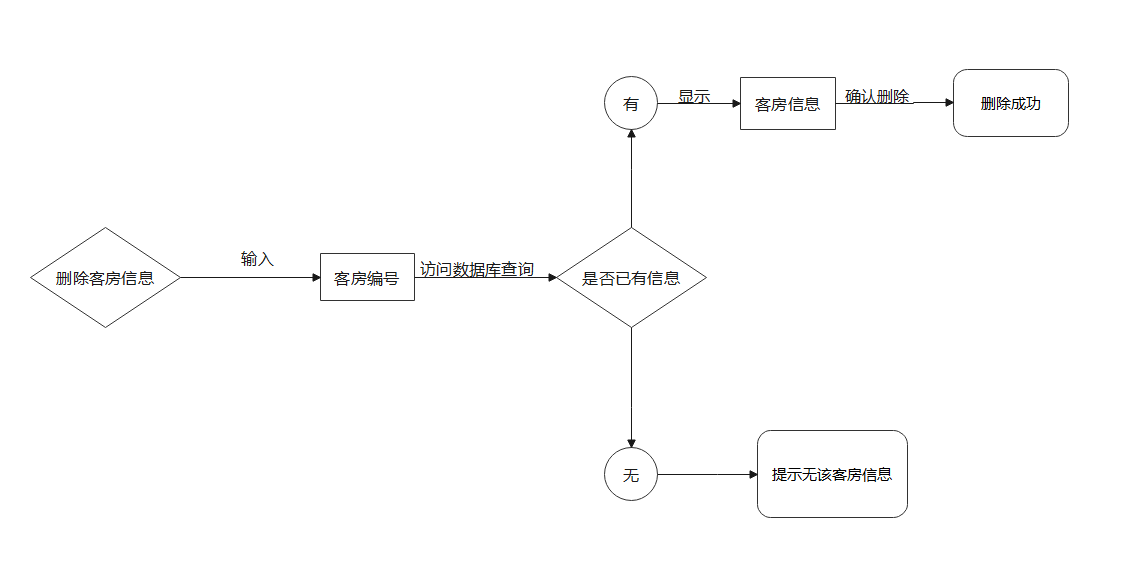 有
显示
客房信息
确认删除
删除成功
删除客房信息
输入
客房编号
访问数据库查询
是否已有信息
无
提示无该客房信息